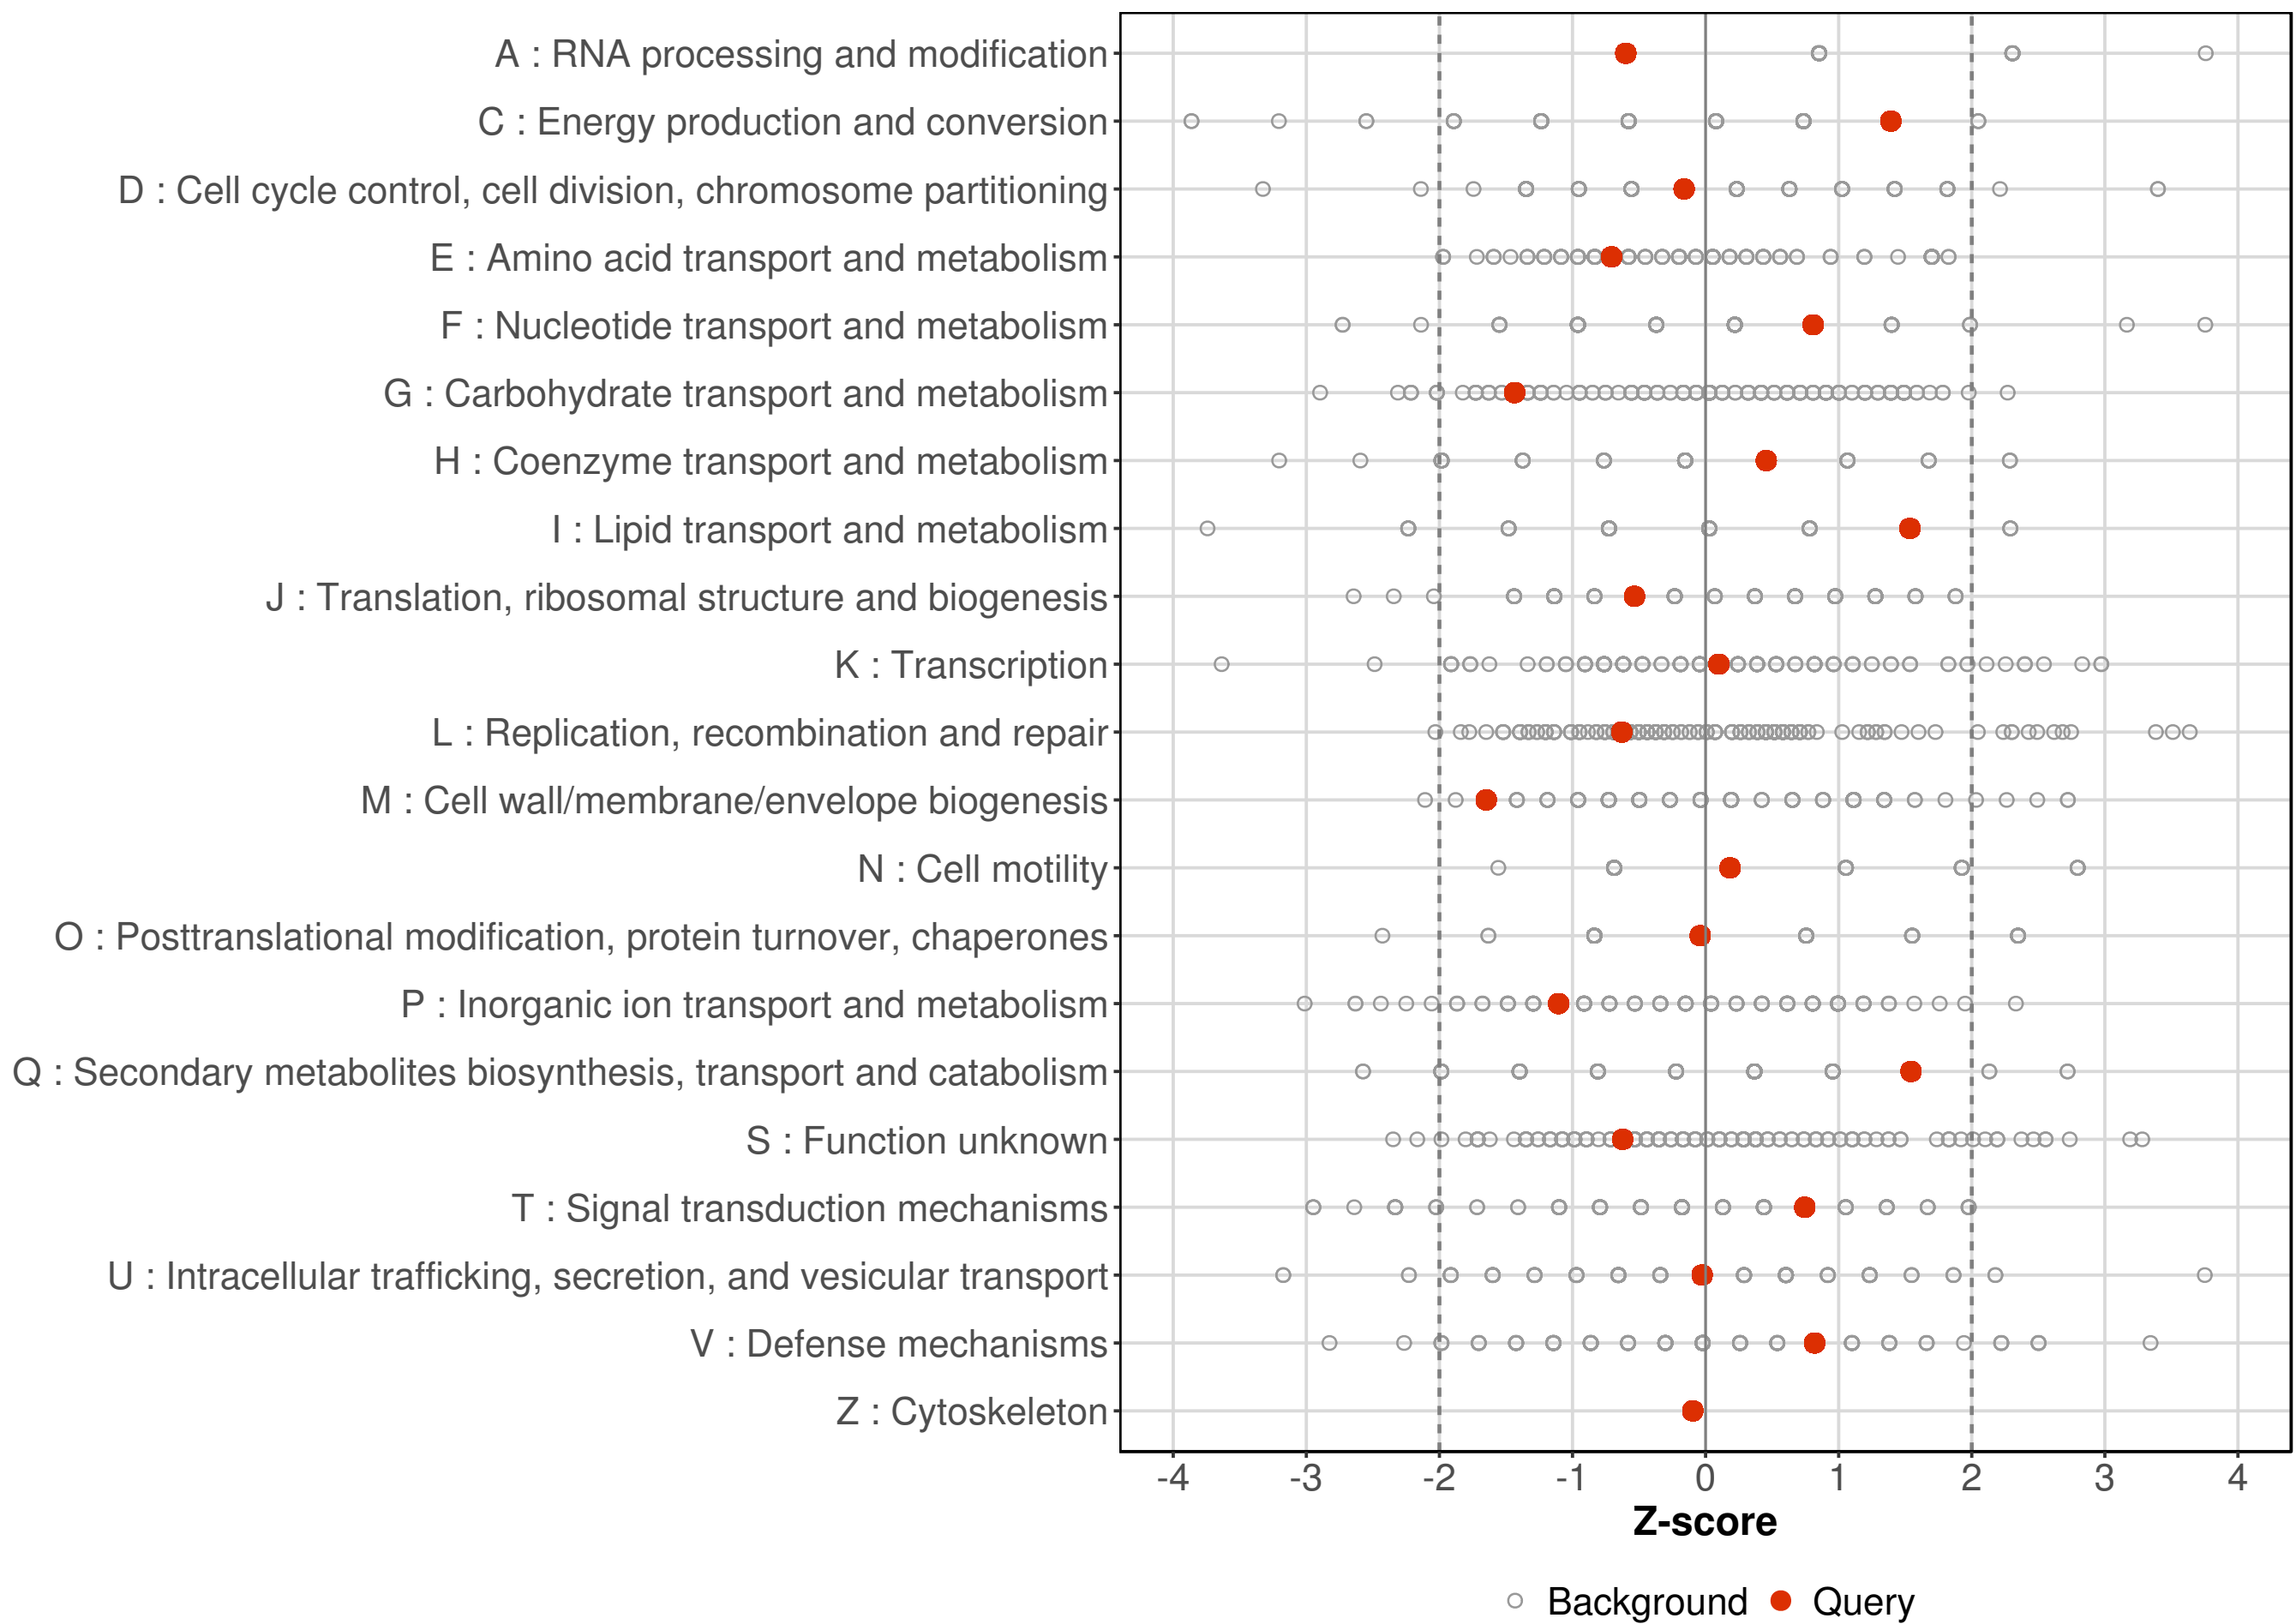 A : RNA processing and modification
C : Energy production and conversion
D : Cell cycle control, cell division, chromosome partitioning
E : Amino acid transport and metabolism
F : Nucleotide transport and metabolism
G : Carbohydrate transport and metabolism
H : Coenzyme transport and metabolism
I : Lipid transport and metabolism
J : Translation, ribosomal structure and biogenesis
K : Transcription
L : Replication, recombination and repair
M : Cell wall/membrane/envelope biogenesis
N : Cell motility
O : Posttranslational modification, protein turnover, chaperones
P : Inorganic ion transport and metabolism
Q : Secondary metabolites biosynthesis, transport and catabolism
S : Function unknown
T : Signal transduction mechanisms
U : Intracellular trafficking, secretion, and vesicular transport
V : Defense mechanisms
Z : Cytoskeleton
-4 -3 -2 -1 0 1 2 3 4
Z-score
Background Query